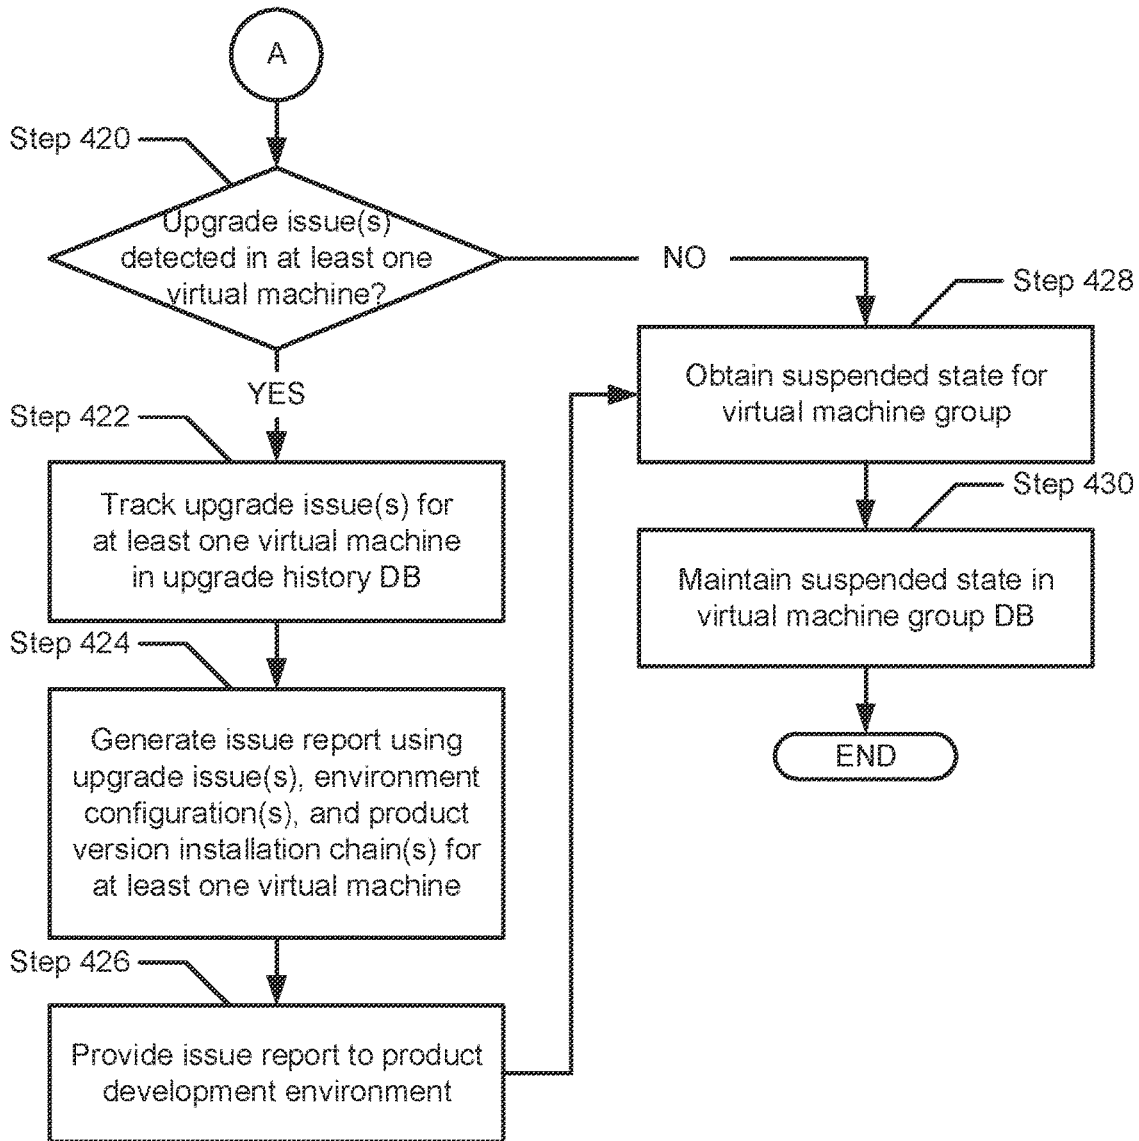 A
Step 420
Upgrade issue(s)
detected in at least one
virtual machine?
NO
YES
Step 422
Track upgrade issue(s) for
at least one virtual machine
in upgrade history DB
Step 424
Generate issue report using
upgrade issue(s), environment
configuration(s), and product
version installation chain(s) for
at least one virtual machine
Step 426
Provide issue report to product
development environment
Step 428
Obtain suspended state for
virtual machine group
Step 430
Maintain suspended state in
virtual machine group DB
END